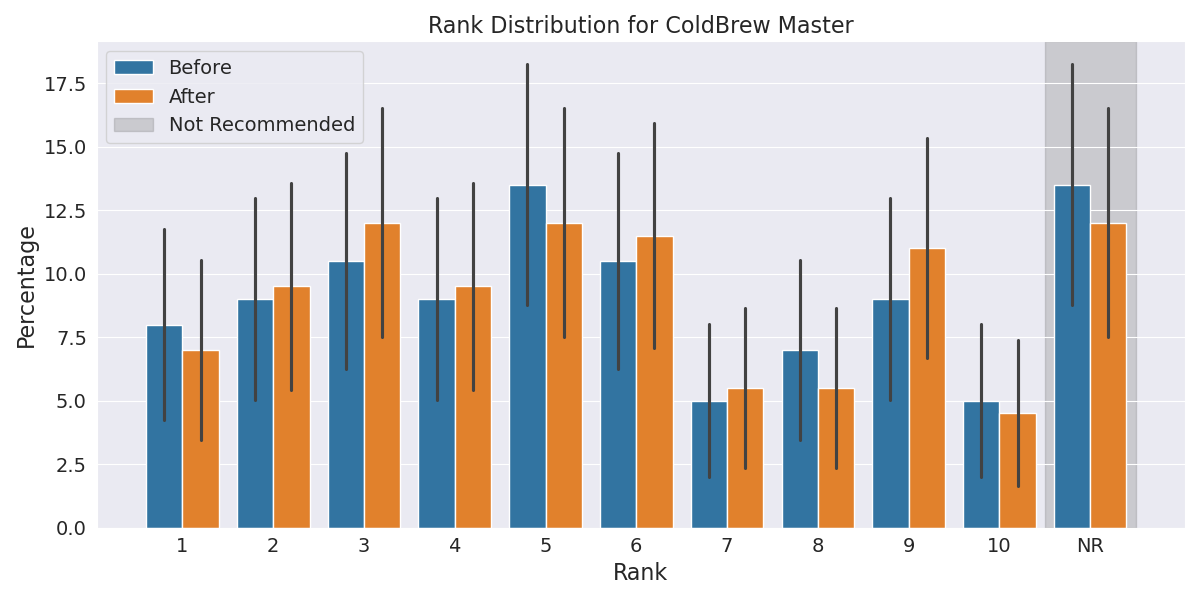 Rank Distribution for ColdBrew Master
Before
After
Not Recommended
Percentage
17.5
15.0
12.5
10.0
7.5
5.0
2.5
0.0
1 2 3 4 5 6 7 8 9 10 NR
Rank